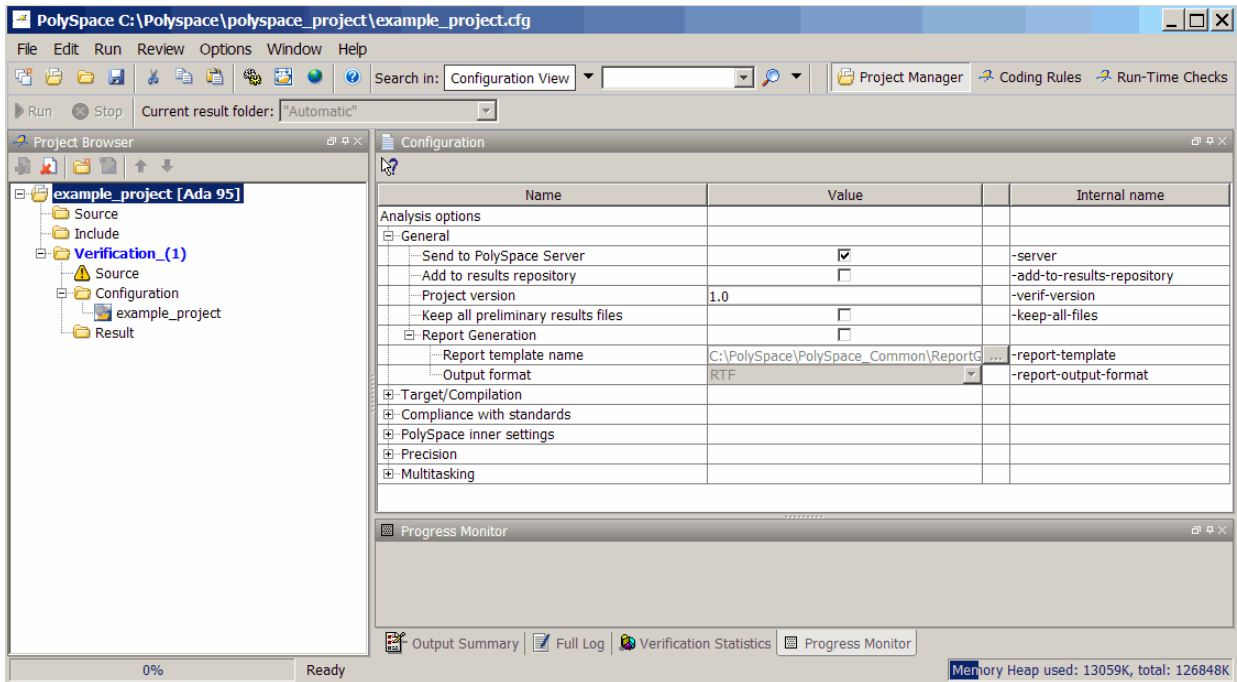 PolySpace C:\Polyspace\polyspace_project\example_project.cfg
File Edit Run Review Options Window Help
Search in: Configuration View Project Manager Coding Rules Run-Time Checks
Run Stop Current result folder: "Automatic"
Project Browser
example_project [Ada 95]
Source
Include
Verification_(1)
Source
Configuration
example_project
Result
Configuration
Name Value Internal name
Analysis options
General
Send to PolySpace Server -server
Add to results repository -add-to-results-repository
Project version 1.0 -verif-version
Keep all preliminary results files -keep-all-files
Report Generation
Report template name C:\PolySpace\PolySpace_Common\ReportG ... -report-template
Output format RTF -report-output-format
Target/Compilation
Compliance with standards
PolySpace inner settings
Precision
Multitasking
Progress Monitor
Output Summary Full Log Verification Statistics Progress Monitor
0% Ready Memory Heap used: 13059K, total: 126848K